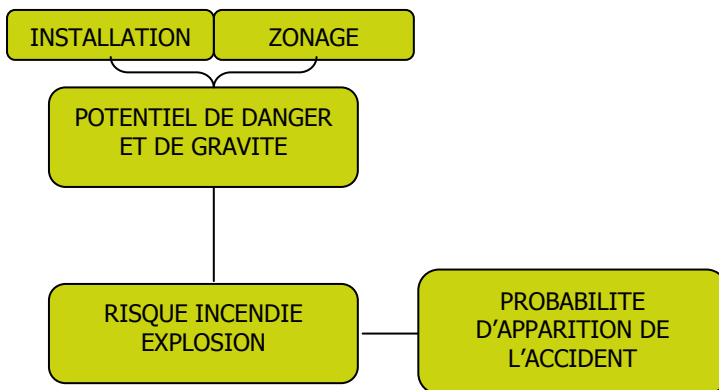 INSTALLATION
ZONAGE
POTENTIEL DE DANGER
ET DE GRAVITE
RISQUE INCENDIE
EXPLOSION
PROBABILITE
D’APPARITION DE
L’ACCIDENT